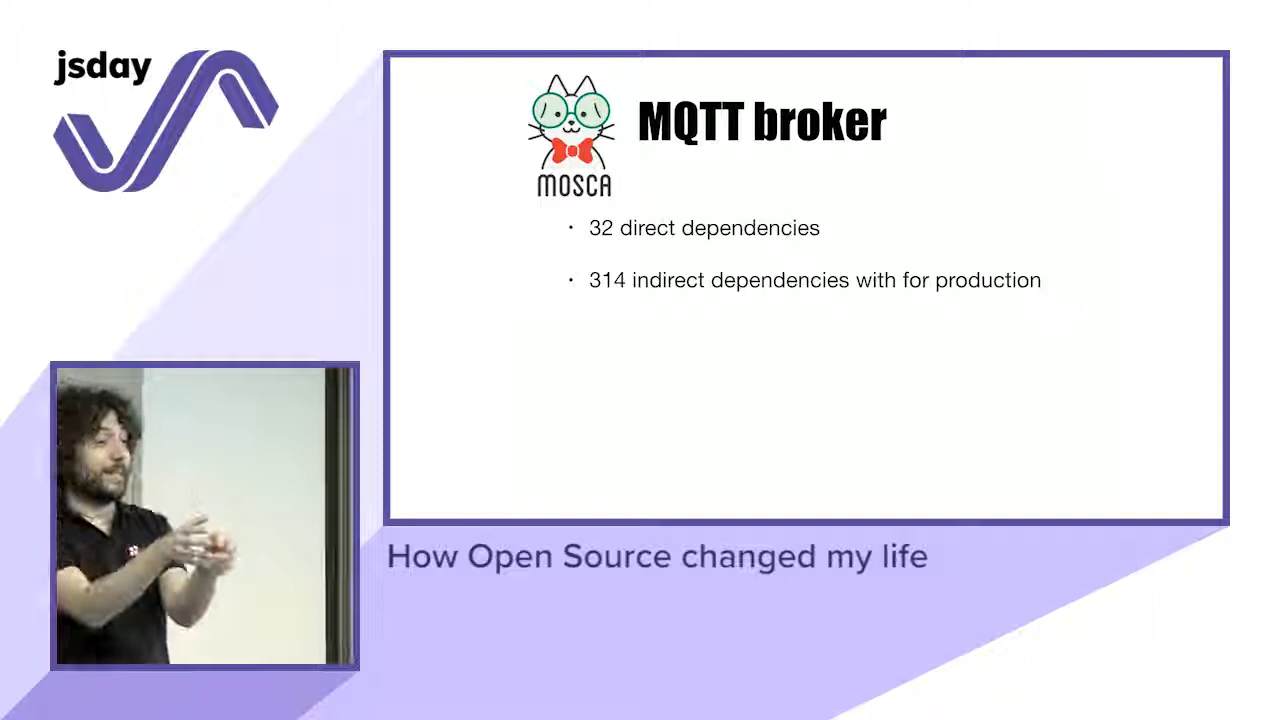 jsday
MQTT broker
MOSCA
· 32 direct dependencies
· 314 indirect dependencies with for production
How Open Source changed my life